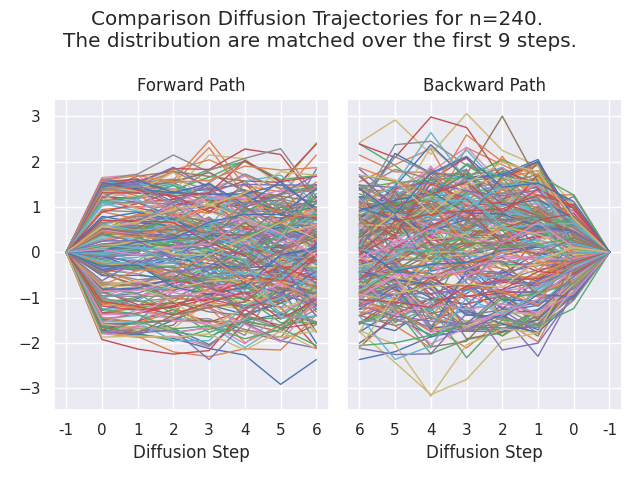 Comparison Diffusion Trajectories for n=240.
The distribution are matched over the first 9 steps.
Forward Path
Backward Path
3
2
1
0
−1
−2
−3
-1 0 1 2 3 4 5 6
6 5 4 3 2 1 0 -1
Diffusion Step
Diffusion Step